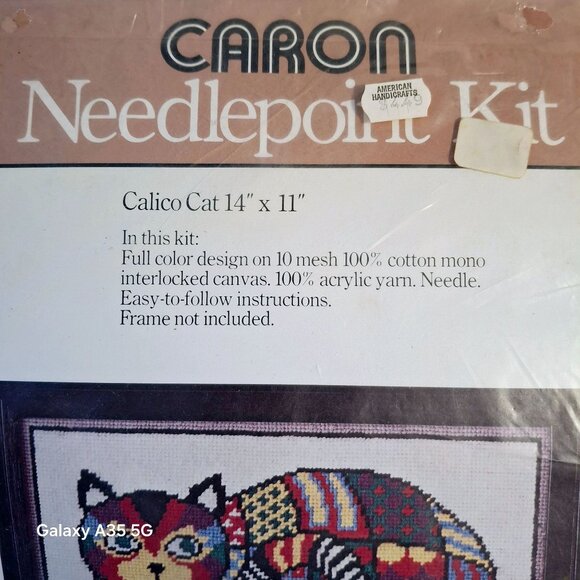 CARON
AMERICAN
HANDICRAFTS
Needlepoint Kit
Calico Cat 14" x 11"
In this kit:
Full color design on 10 mesh 100% cotton mono
interlocked canvas. 100% acrylic yarn. Needle.
Easy-to-follow instructions.
Frame not included.
Galaxy A35 5G